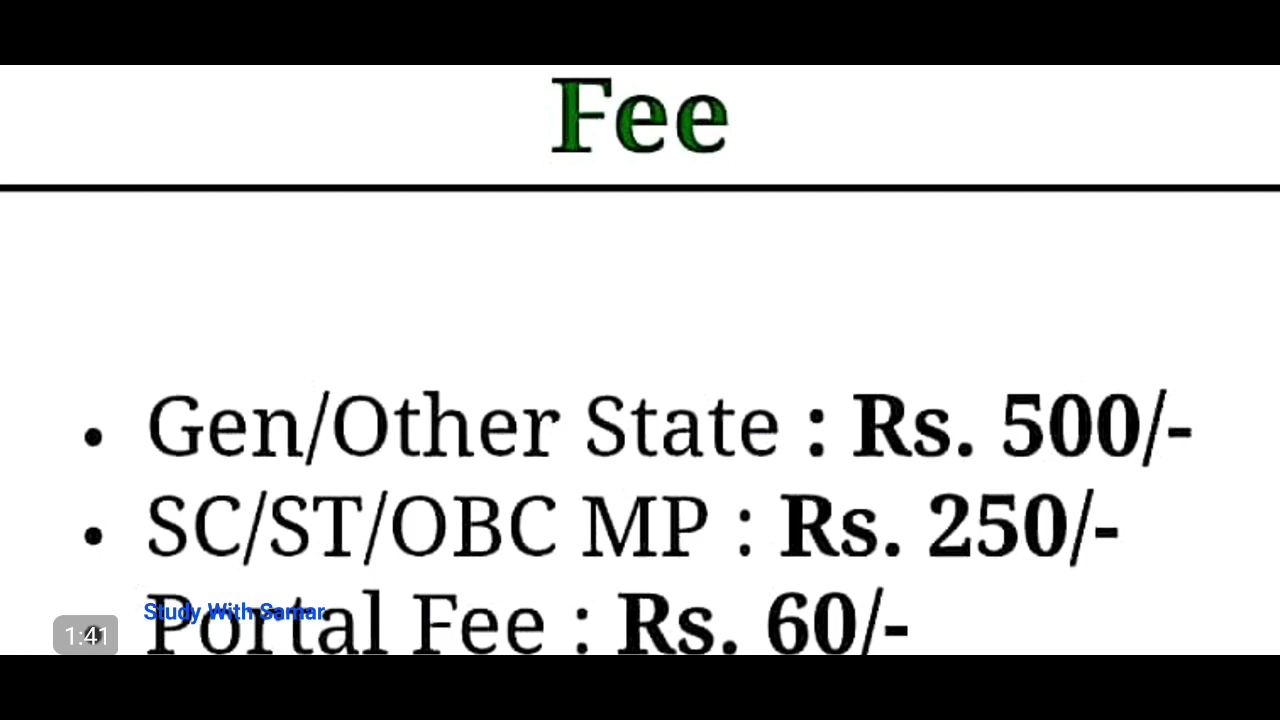 Fee
• Gen/Other State : Rs. 500/-
• SC/ST/OBC MP : Rs. 250/-
Study With Samar
• Portal Fee : Rs. 60/-
1:41